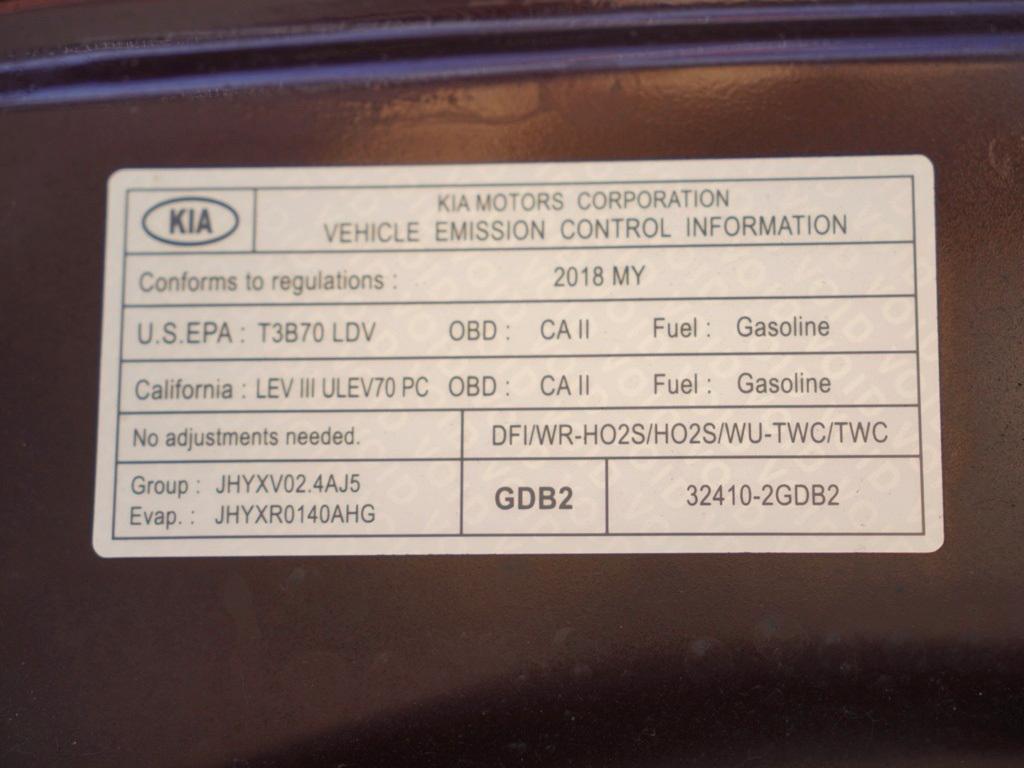 KIA
KIA MOTORS CORPORATION
VEHICLE EMISSION CONTROL INFORMATION
Conforms to regulations : 2018 MY
U.S.EPA : T3B70 LDV OBD : CA II Fuel : Gasoline
California : LEV III ULEV70 PC OBD : CA II Fuel : Gasoline
No adjustments needed. DFI/WR-HO2S/HO2S/WU-TWC/TWC
Group : JHYXV02.4AJ5
Evap. : JHYXR0140AHG
GDB2 32410-2GDB2